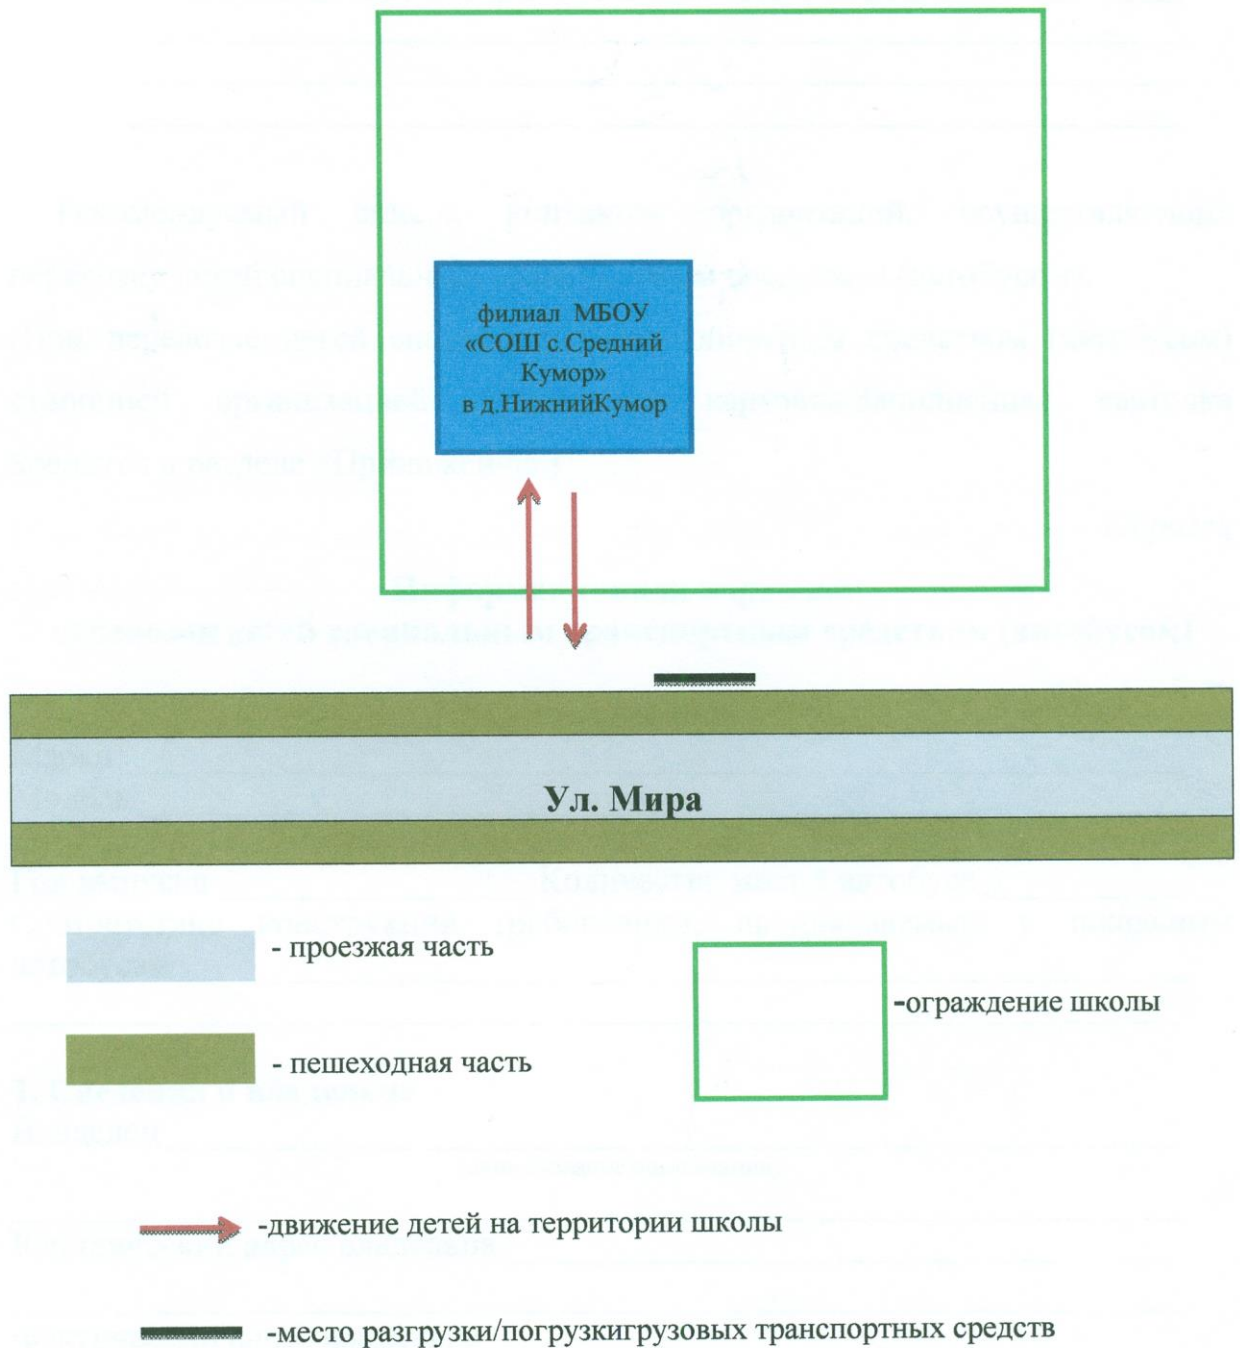 филиал МБОУ
«СОШ с.Средний
Кумор»
в д.НижнийКумор
Ул. Мира
- проезжая часть
-ограждение школы
- пешеходная часть
-движение детей на территории школы
-место разгрузки/погрузкигрузовых транспортных средств